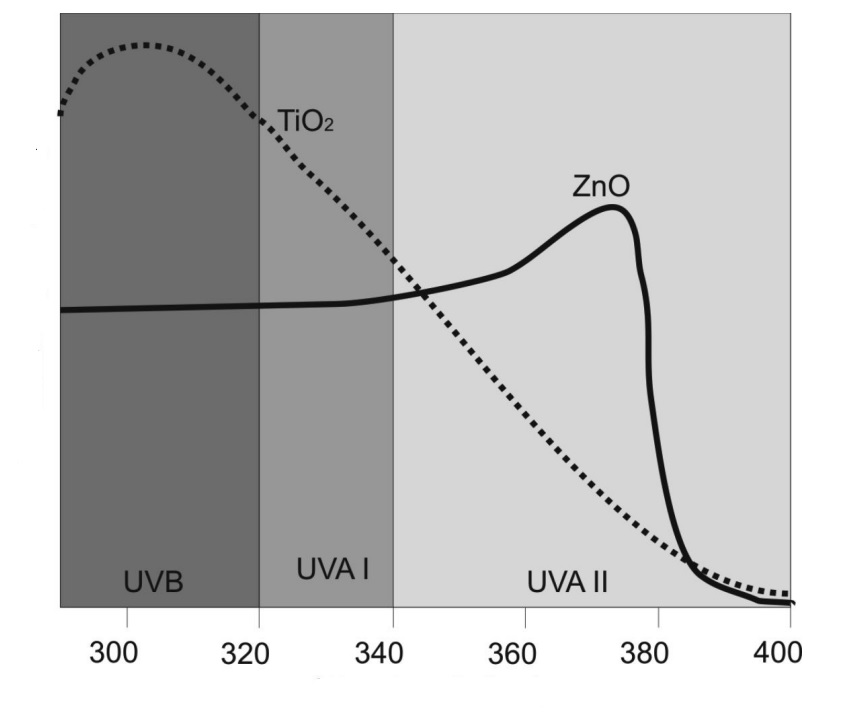 TiO₂
ZnO
UVB
UVA I
UVA II
300 320 340 360 380 400